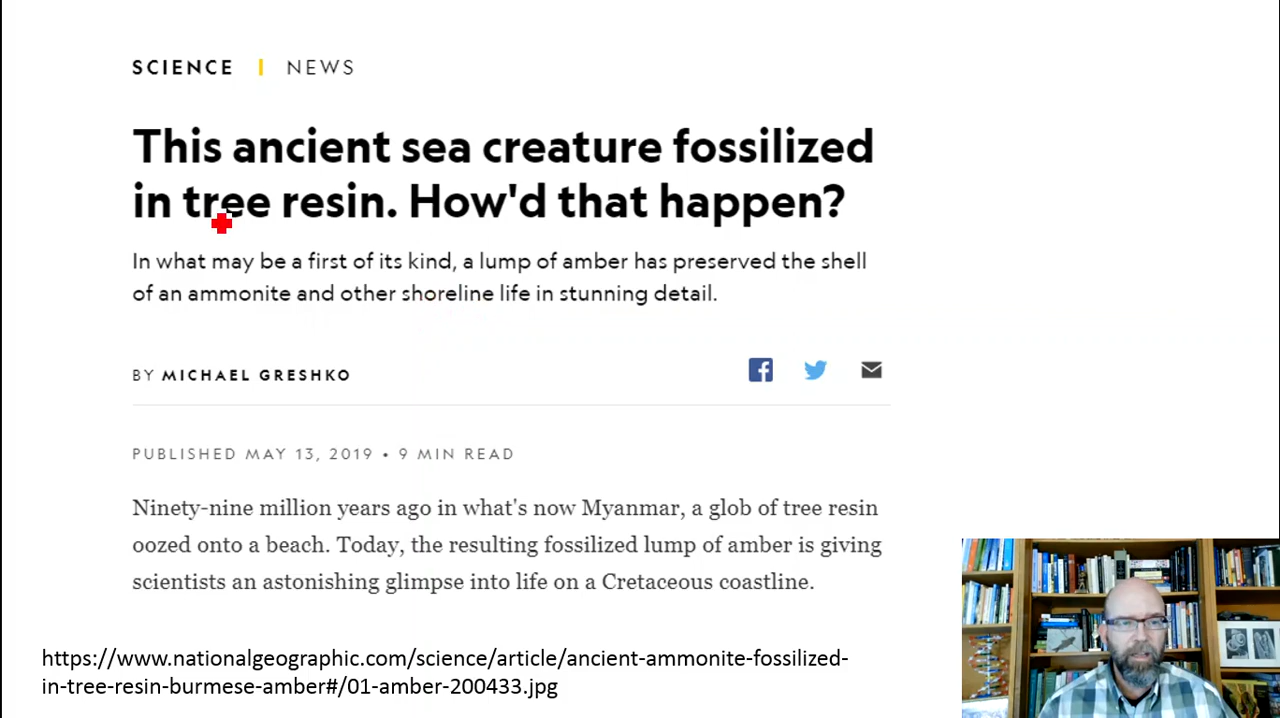 SCIENCE | NEWS
This ancient sea creature fossilized
in tree resin. How'd that happen?
In what may be a first of its kind, a lump of amber has preserved the shell
of an ammonite and other shoreline life in stunning detail.
BY MICHAEL GRESHKO
PUBLISHED MAY 13, 2019 • 9 MIN READ
Ninety-nine million years ago in what's now Myanmar, a glob of tree resin
oozed onto a beach. Today, the resulting fossilized lump of amber is giving
scientists an astonishing glimpse into life on a Cretaceous coastline.
https://www.nationalgeographic.com/science/article/ancient-ammonite-fossilized-
in-tree-resin-burmese-amber#/01-amber-200433.jpg